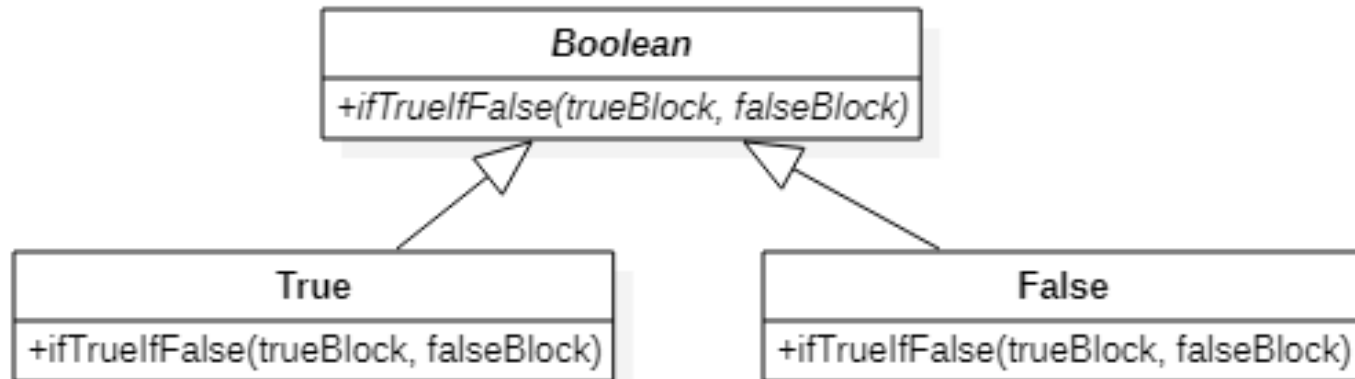 Boolean
+ifTrueIfFalse(trueBlock, falseBlock)
True
False
+ifTrueIfFalse(trueBlock, falseBlock)
+ifTrueIfFalse(trueBlock, falseBlock)